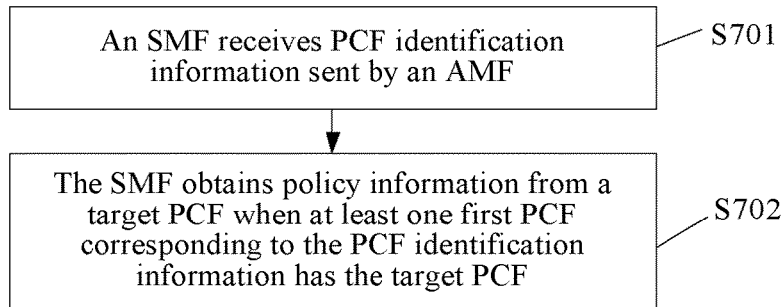 An SMF receives PCF identification
information sent by an AMF
S701
The SMF obtains policy information from a
target PCF when at least one first PCF
corresponding to the PCF identification
information has the target PCF
S702